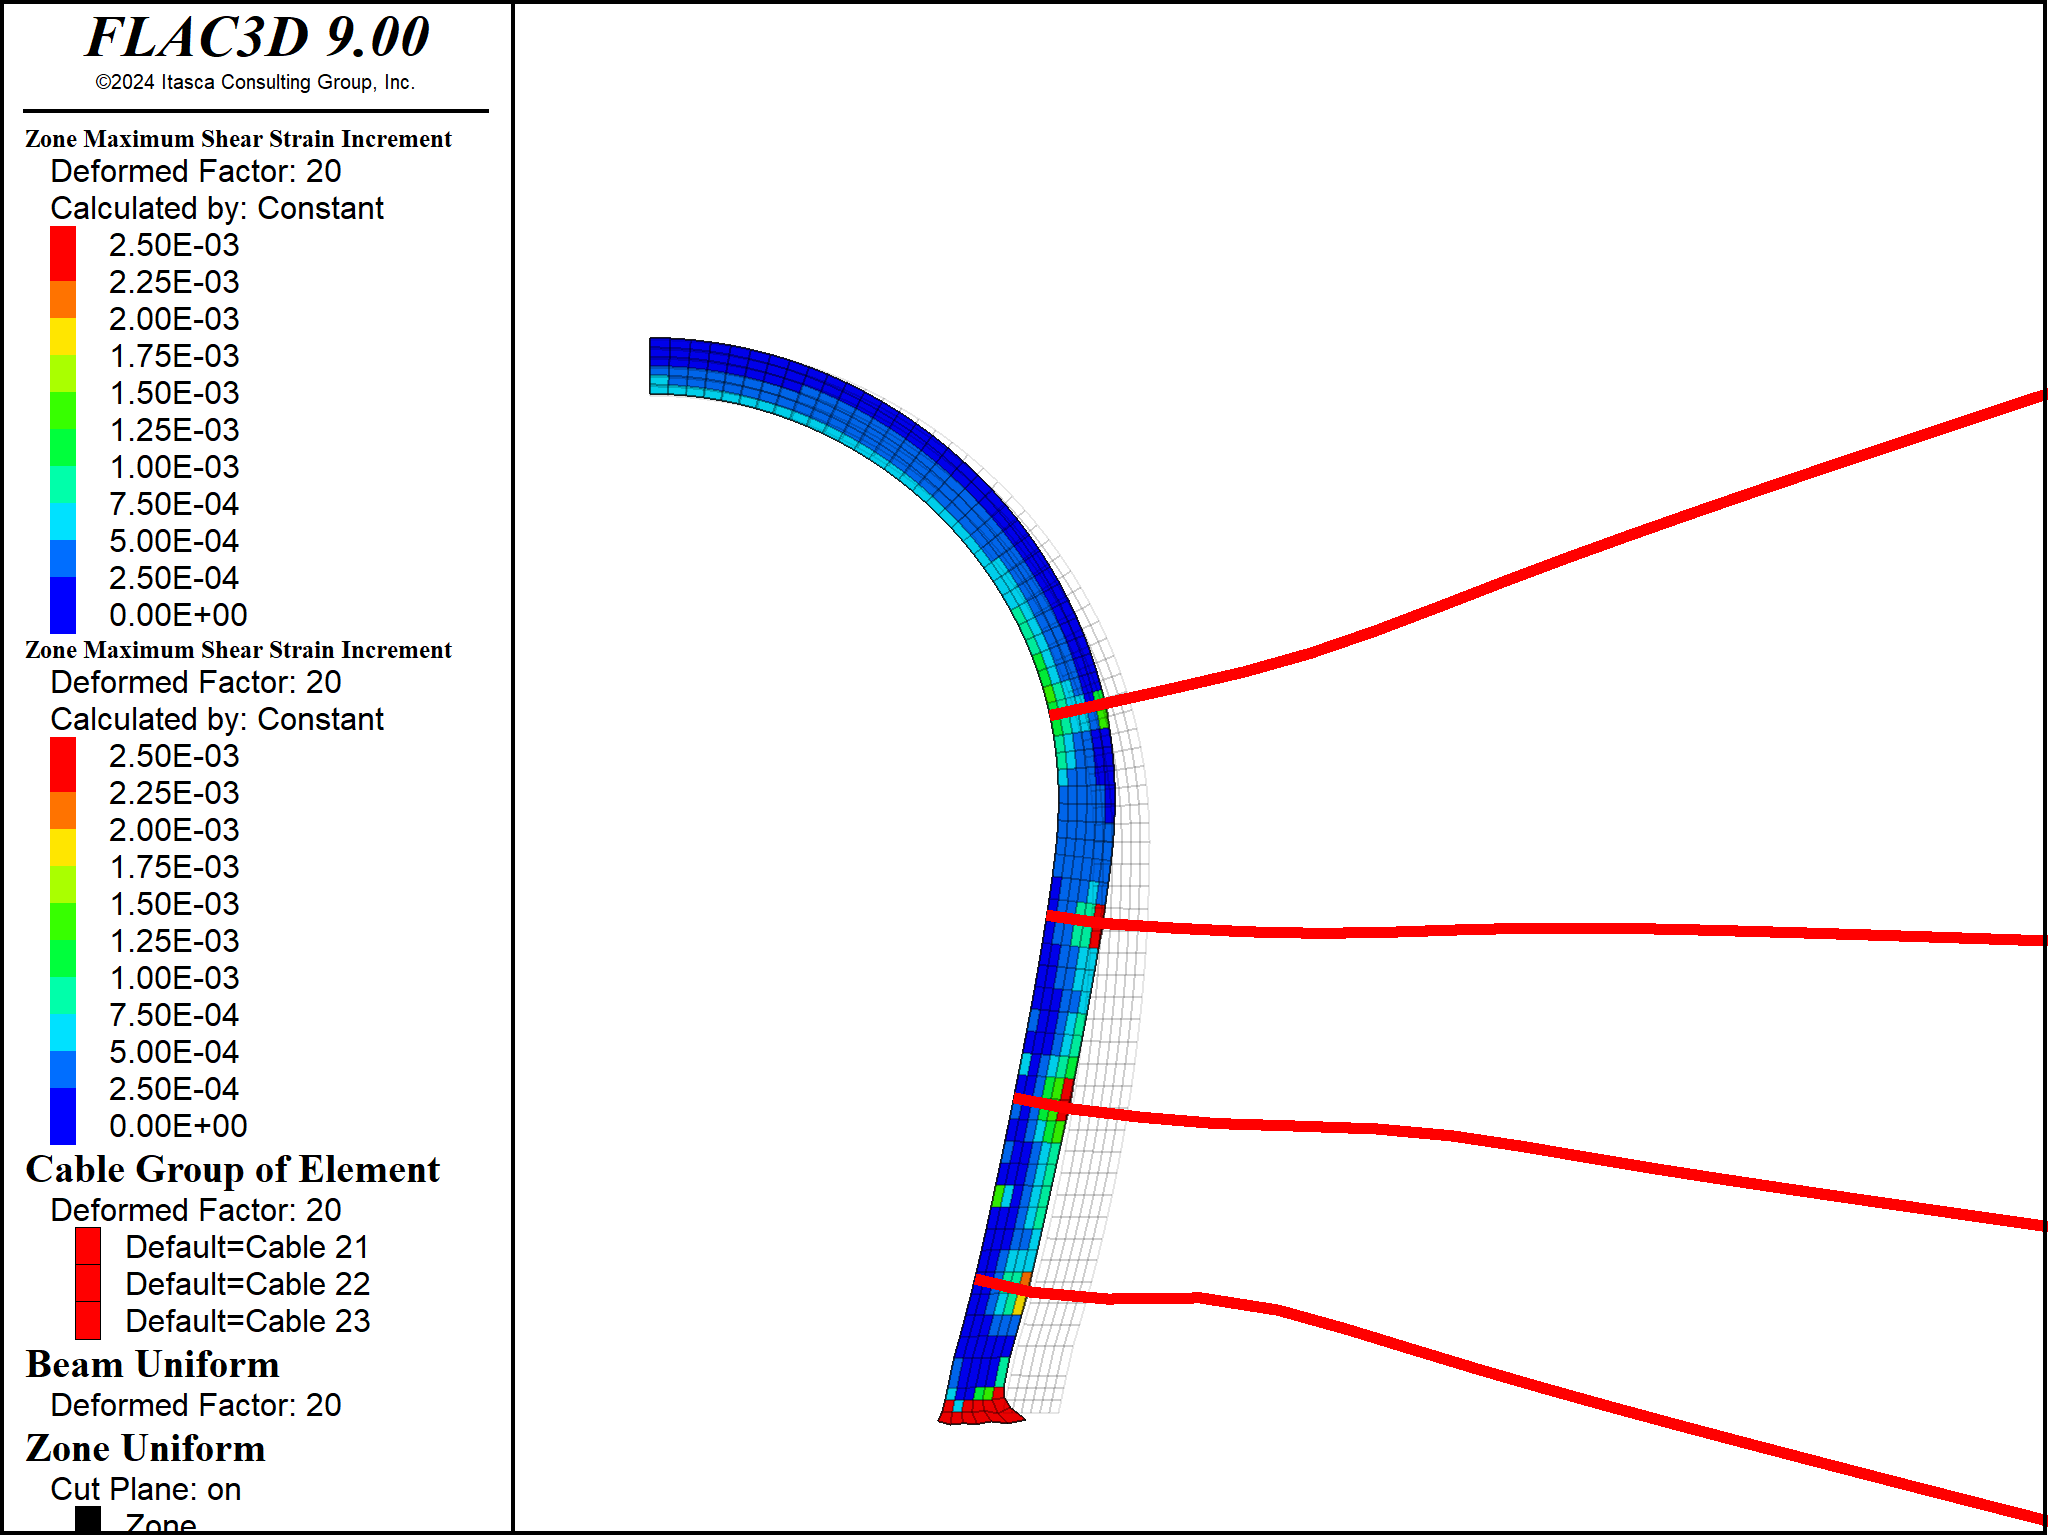 FLAC3D 9.00
©2024 Itasca Consulting Group, Inc.
Zone Maximum Shear Strain Increment
Deformed Factor: 20
Calculated by: Constant
2.50E-03
2.25E-03
2.00E-03
1.75E-03
1.50E-03
1.25E-03
1.00E-03
7.50E-04
5.00E-04
2.50E-04
0.00E+00
Zone Maximum Shear Strain Increment
Deformed Factor: 20
Calculated by: Constant
2.50E-03
2.25E-03
2.00E-03
1.75E-03
1.50E-03
1.25E-03
1.00E-03
7.50E-04
5.00E-04
2.50E-04
0.00E+00
Cable Group of Element
Deformed Factor: 20
Default=Cable 21
Default=Cable 22
Default=Cable 23
Beam Uniform
Deformed Factor: 20
Zone Uniform
Cut Plane: on
Zone